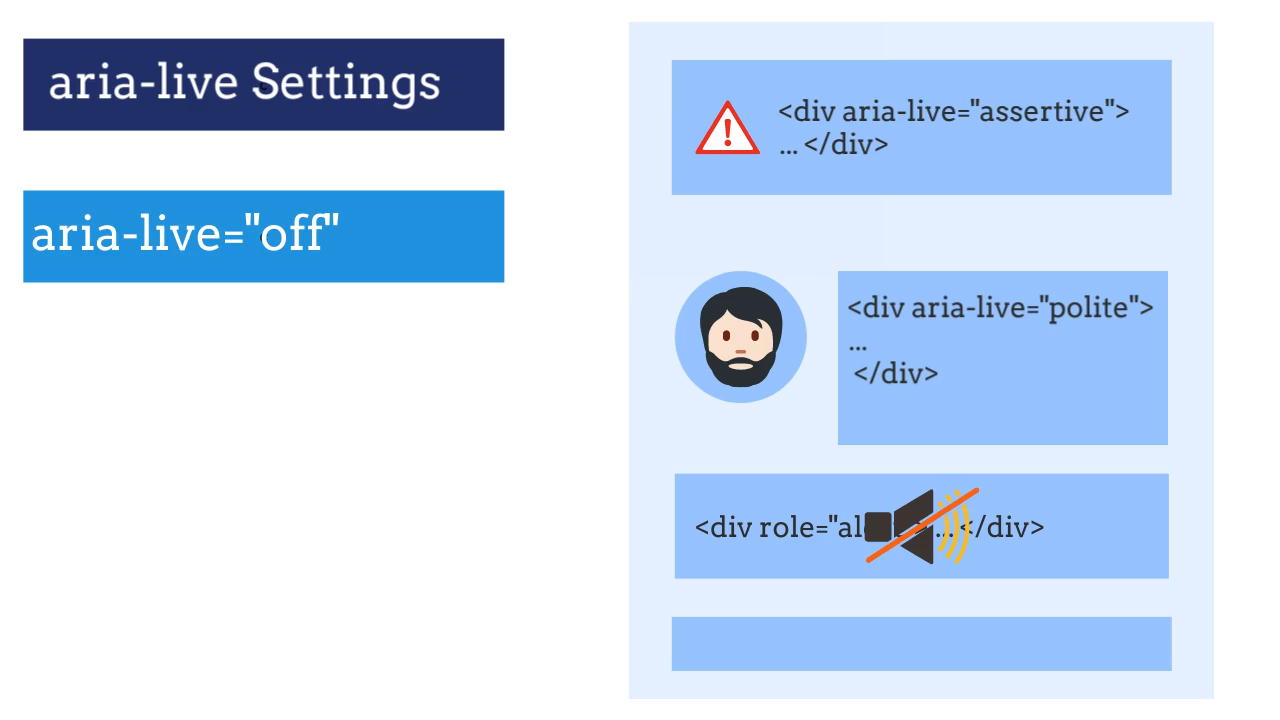 aria-live Settings
aria-live="off"
<div aria-live="assertive">
... </div>
<div aria-live="polite">
...
</div>
<div role="al ... </div>